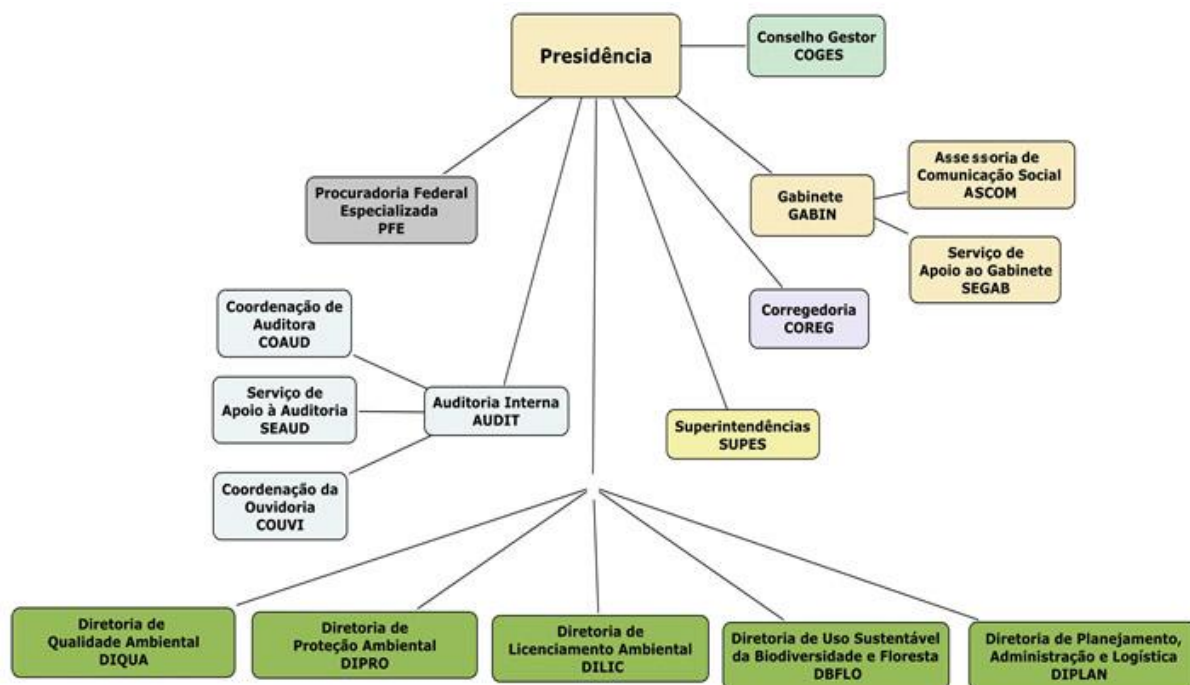 Presidência
Conselho Gestor
COGES
Procuradoria Federal
Especializada
PFE
Gabinete
GABIN
Assessoria de
Comunicação Social
ASCOM
Serviço de
Apoio ao Gabinete
SEGAB
Corregedoria
COREG
Coordenação de
Auditora
COAUD
Serviço de
Apoio à Auditoria
SEAUD
Coordenação da
Ouvidoria
COUVI
Auditoria Interna
AUDIT
Superintendências
SUPES
Diretoria de
Qualidade Ambiental
DIQUA
Diretoria de
Proteção Ambiental
DIPRO
Diretoria de
Licenciamento Ambiental
DILIC
Diretoria de Uso Sustentável
da Biodiversidade e Floresta
DBFLO
Diretoria de Planejamento,
Administração e Logística
DIPLAN